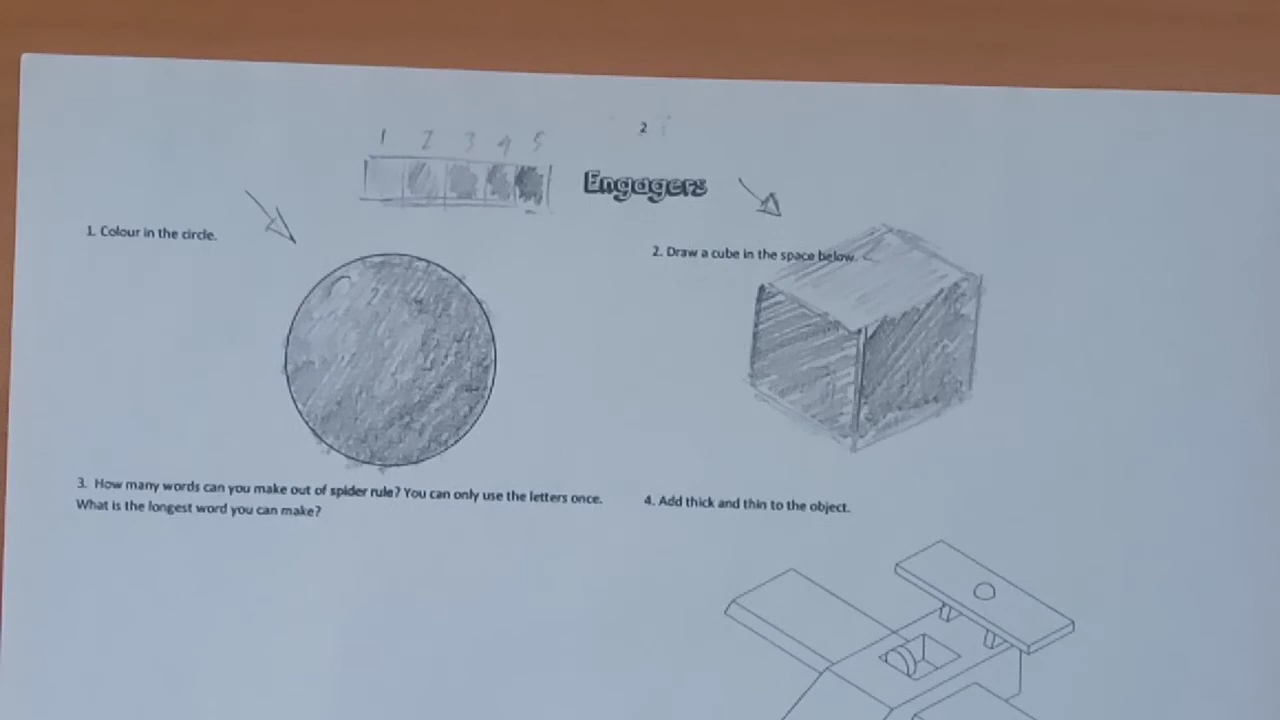 2
1 2 3 4 5
Engagers
1. Colour in the circle.
2. Draw a cube in the space below.
2
3. How many words can you make out of spider rule? You can only use the letters once.
What is the longest word you can make?
4. Add thick and thin to the object.